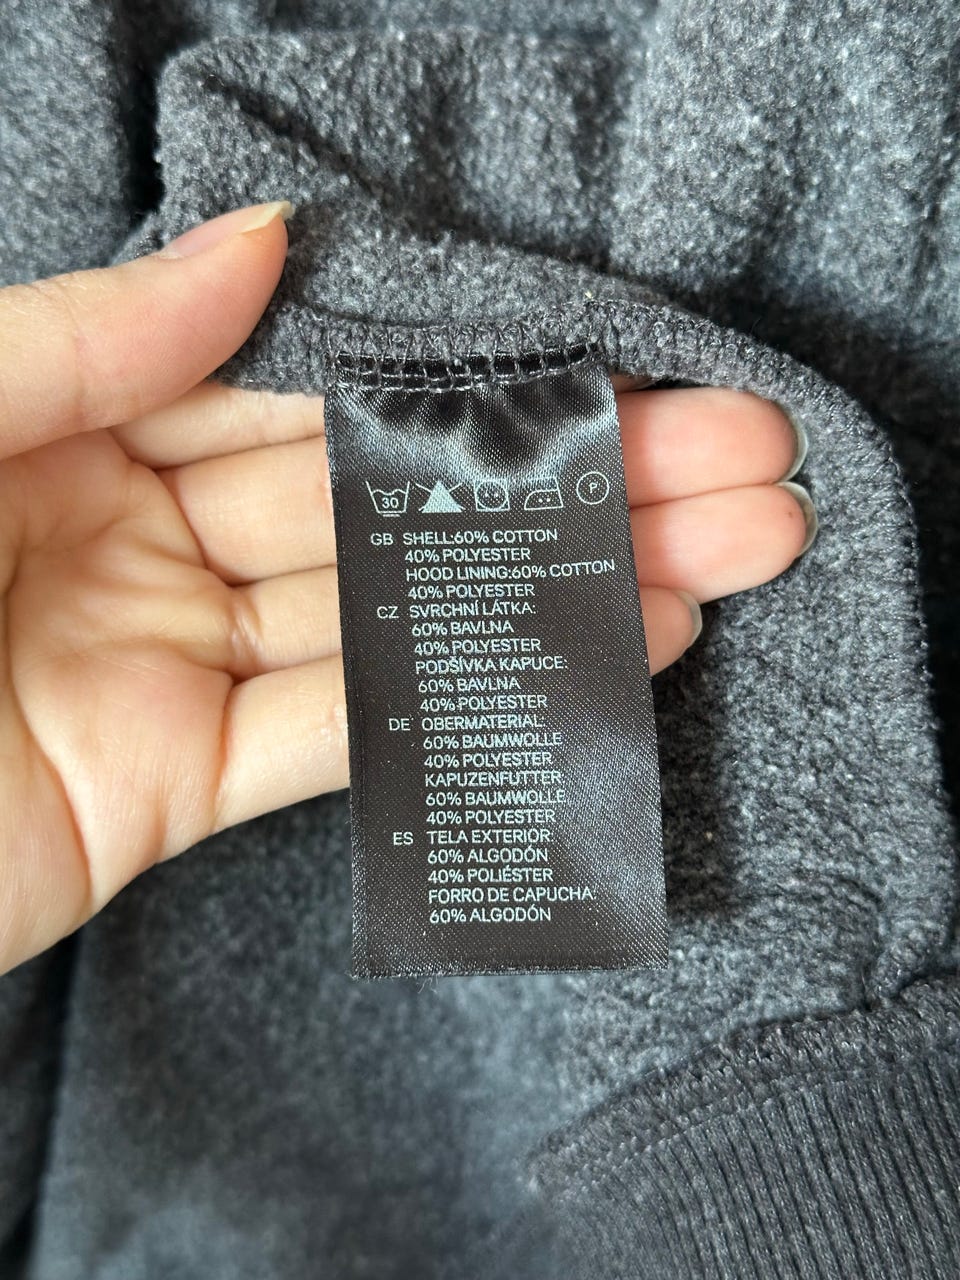 30 P
GB SHELL:60% COTTON
40% POLYESTER
HOOD LINING:60% COTTON
40% POLYESTER
CZ SVRCHNÍ LÁTKA:
60% BAVLNA
40% POLYESTER
PODŠÍVKA KAPUCE:
60% BAVLNA
40% POLYESTER
DE OBERMATERIAL:
60% BAUMWOLLE
40% POLYESTER
KAPUZENFUTTER:
60% BAUMWOLLE
40% POLYESTER
ES TELA EXTERIOR:
60% ALGODÓN
40% POLIÉSTER
FORRO DE CAPUCHA:
60% ALGODÓN